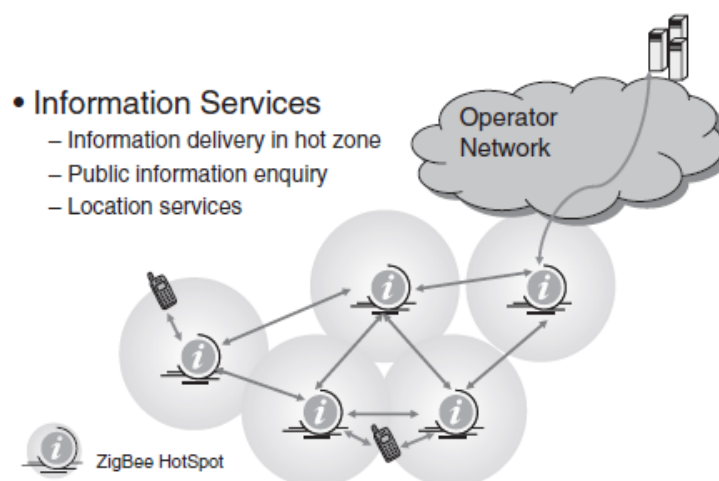 • Information Services
– Information delivery in hot zone
– Public information enquiry
– Location services
Operator
Network
i
i
i
i
i
i
ZigBee HotSpot